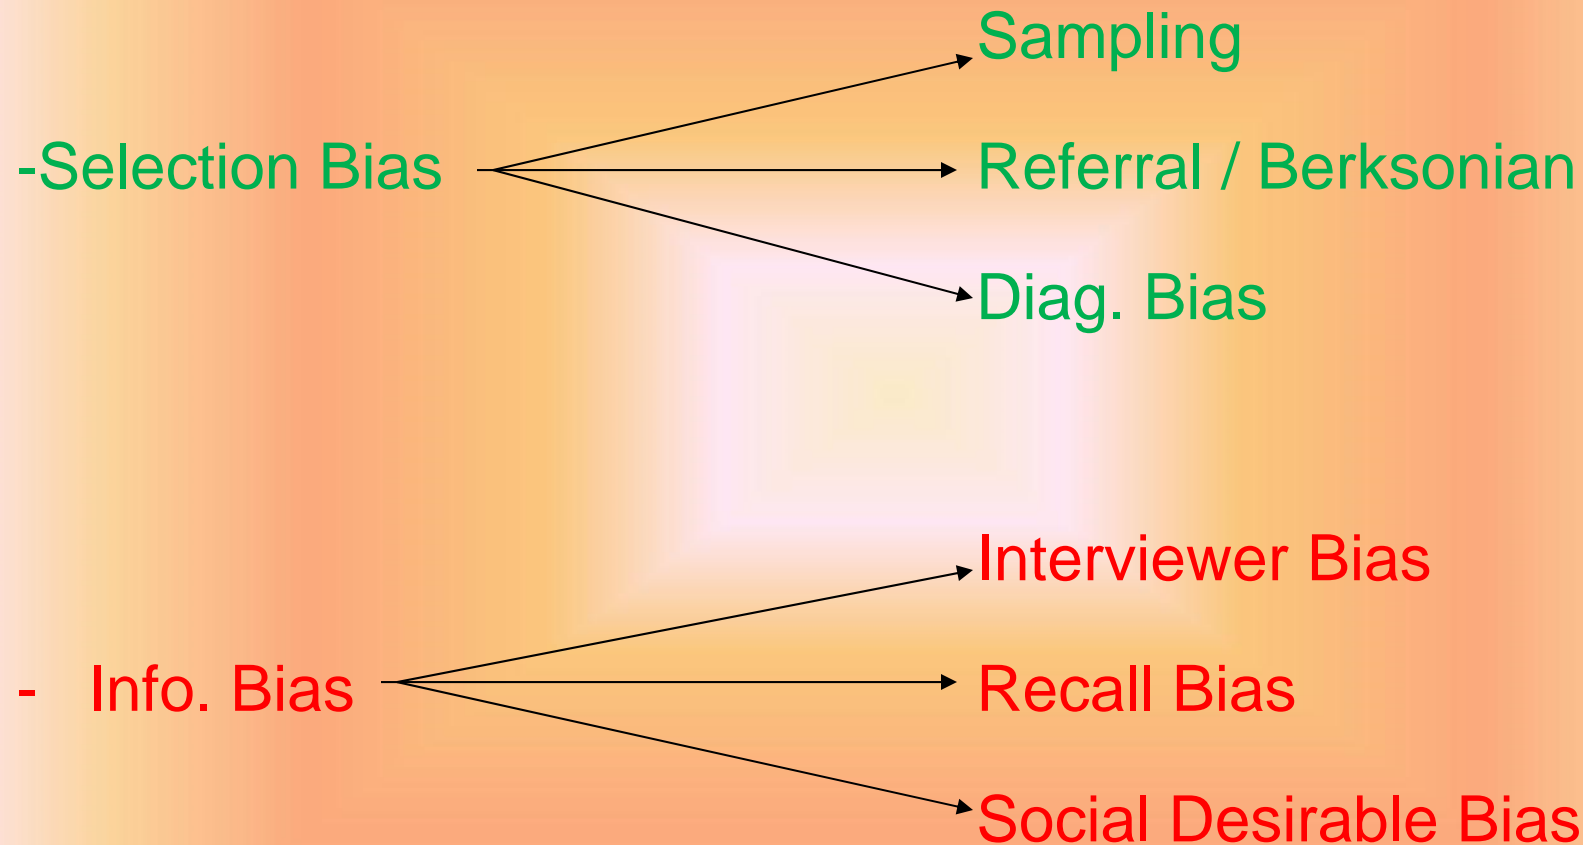 Sampling
-Selection Bias
Referral / Berksonian
Diag. Bias
Interviewer Bias
- Info. Bias
Recall Bias
Social Desirable Bias